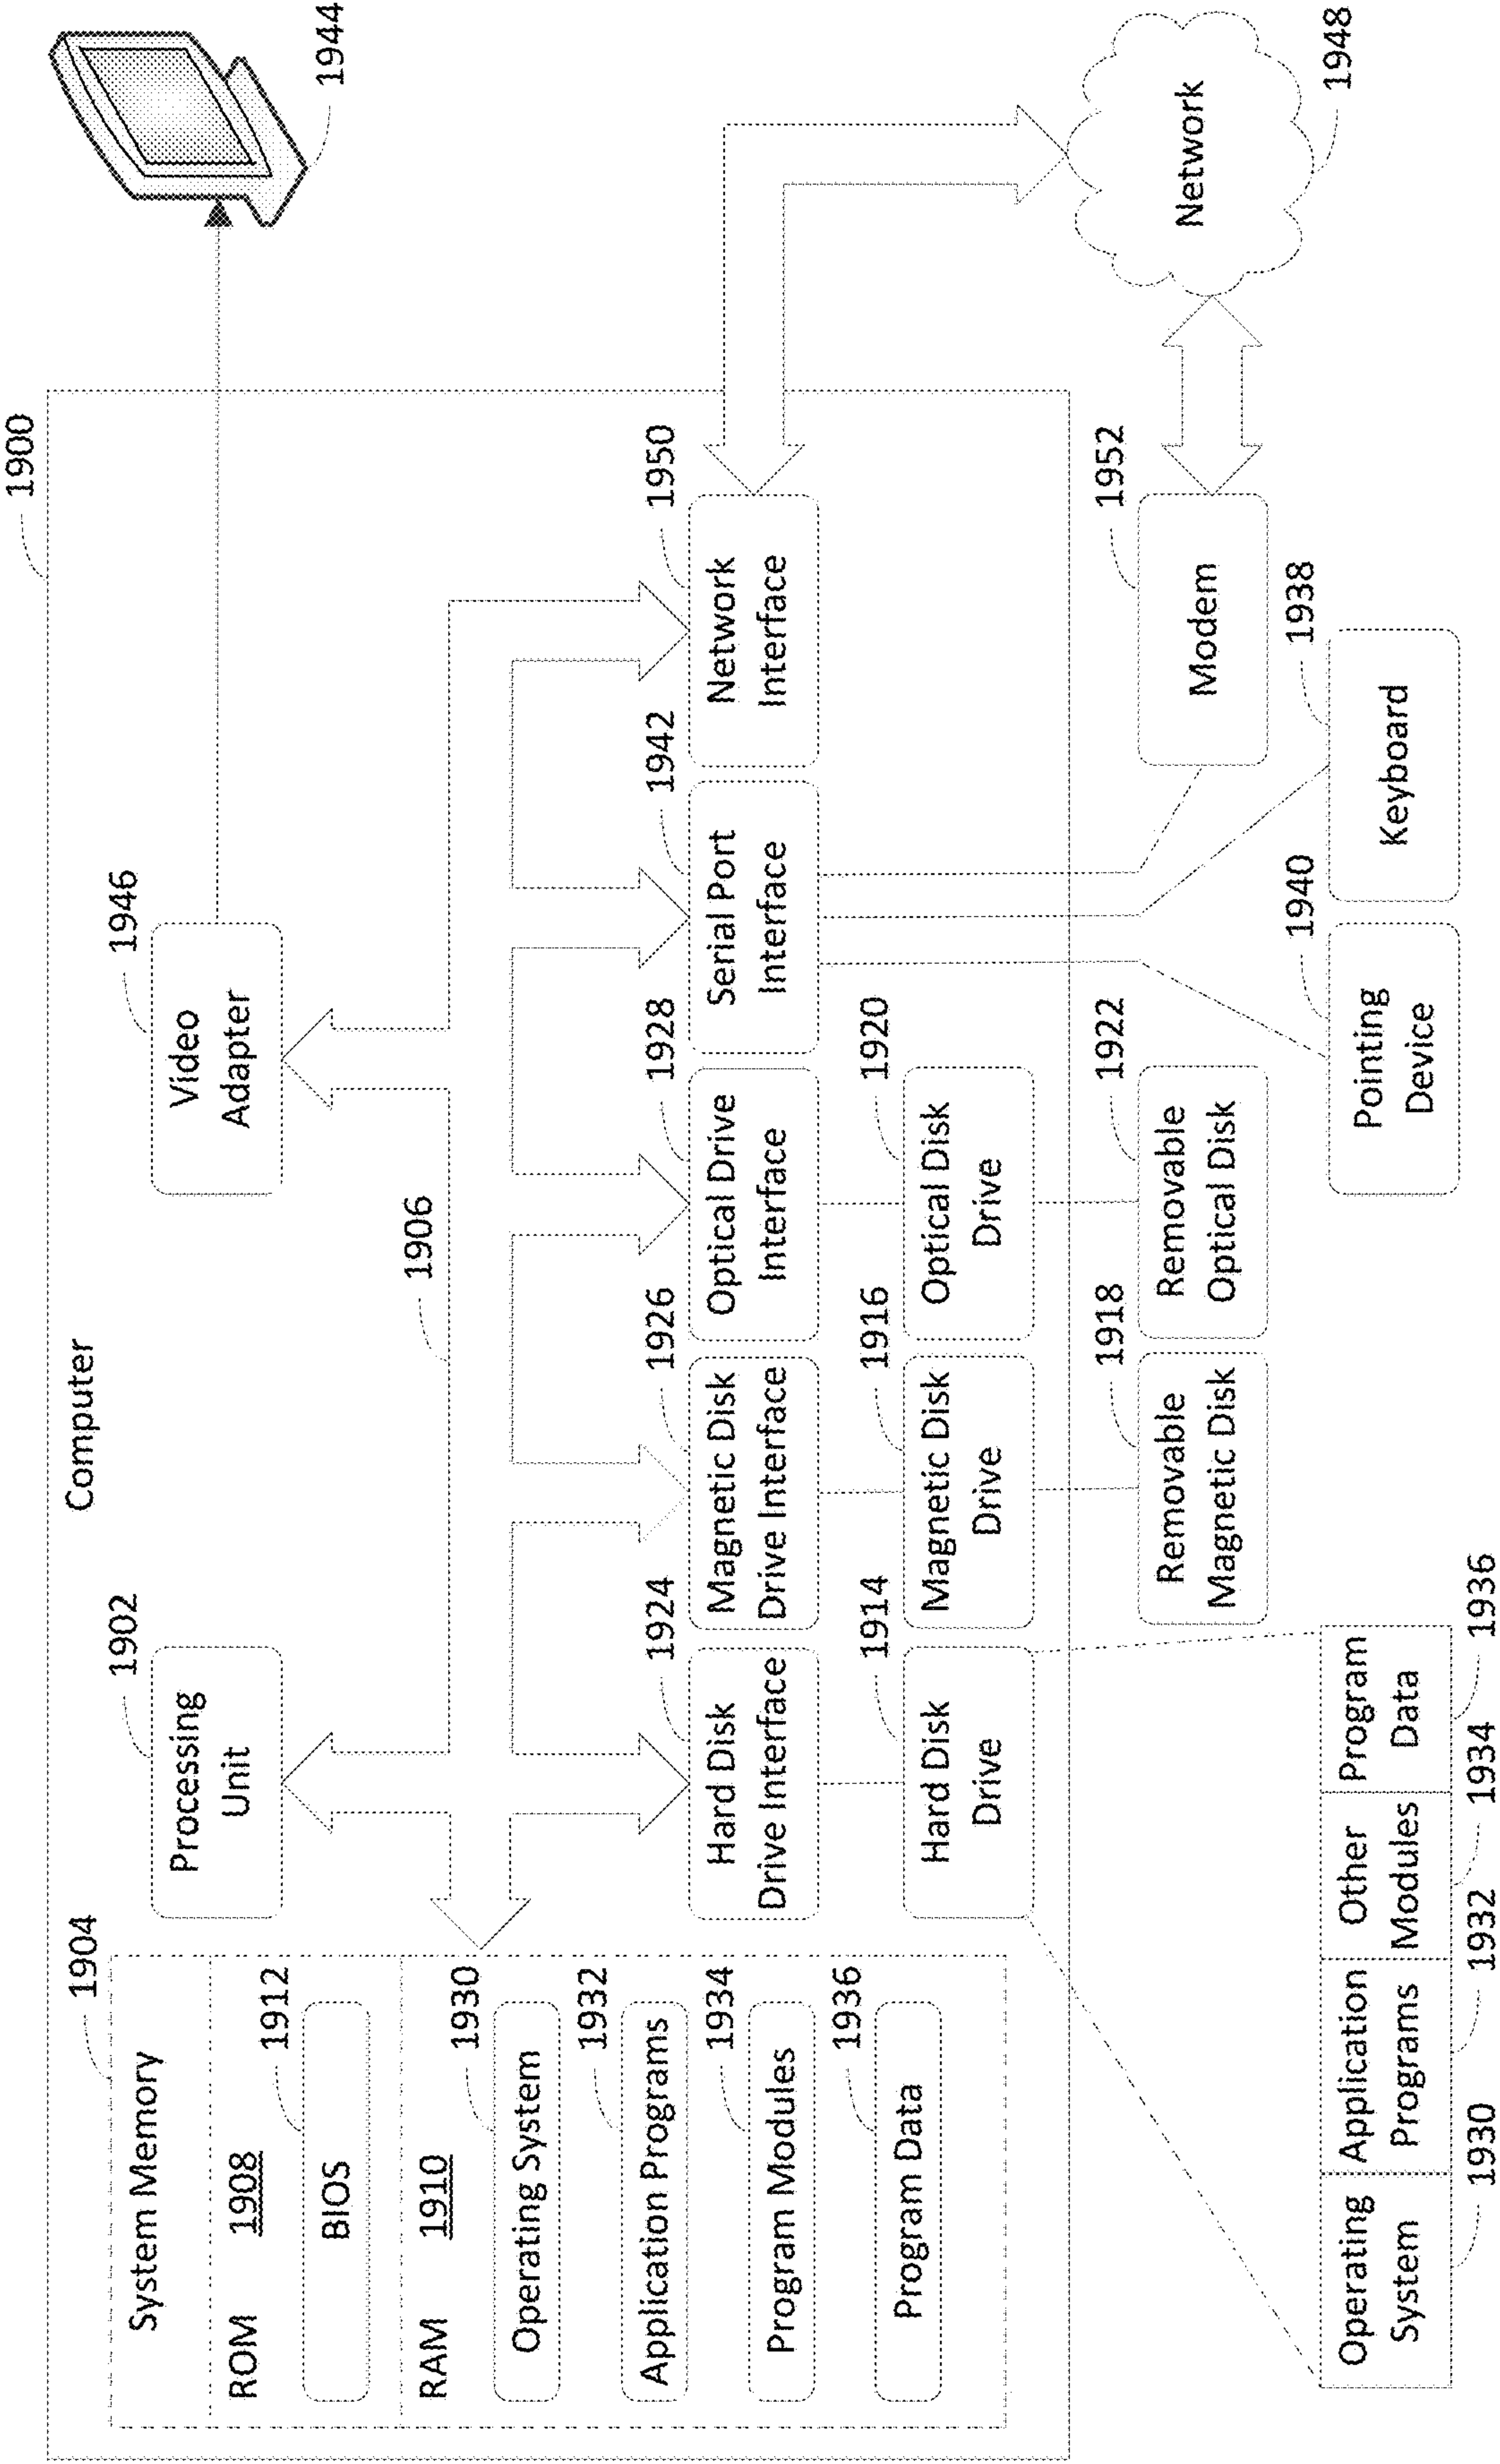 1900
Computer
1904
System Memory
ROM 1908
1912
BIOS
RAM 1910
1930
Operating System
1932
Application Programs
1934
Program Modules
1936
Program Data
1902
Processing
Unit
1946
Video
Adapter
1944
1906
1924
Hard Disk
Drive Interface
1926
Magnetic Disk
Drive Interface
1928
Optical Drive
Interface
1942
Serial Port
Interface
1950
Network
Interface
1914
Hard Disk
Drive
1916
Magnetic Disk
Drive
1920
Optical Disk
Drive
1918
Removable
Magnetic Disk
1922
Removable
Optical Disk
1952
Modem
Network
1948
1940
Pointing
Device
1938
Keyboard
Operating
System
Application
Programs
Other
Modules
Program
Data
1930
1932
1934
1936